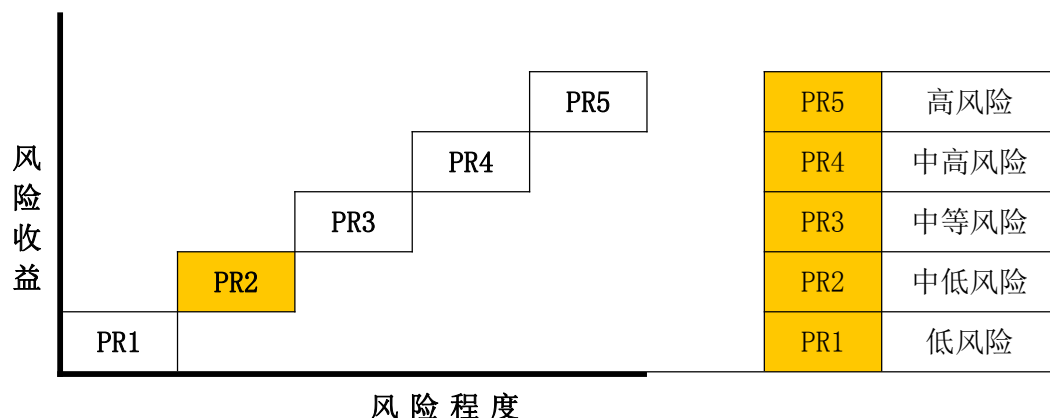 PR5
PR4
PR3
PR2
PR1
风险收益
风险程度
PR5 高风险
PR4 中高风险
PR3 中等风险
PR2 中低风险
PR1 低风险